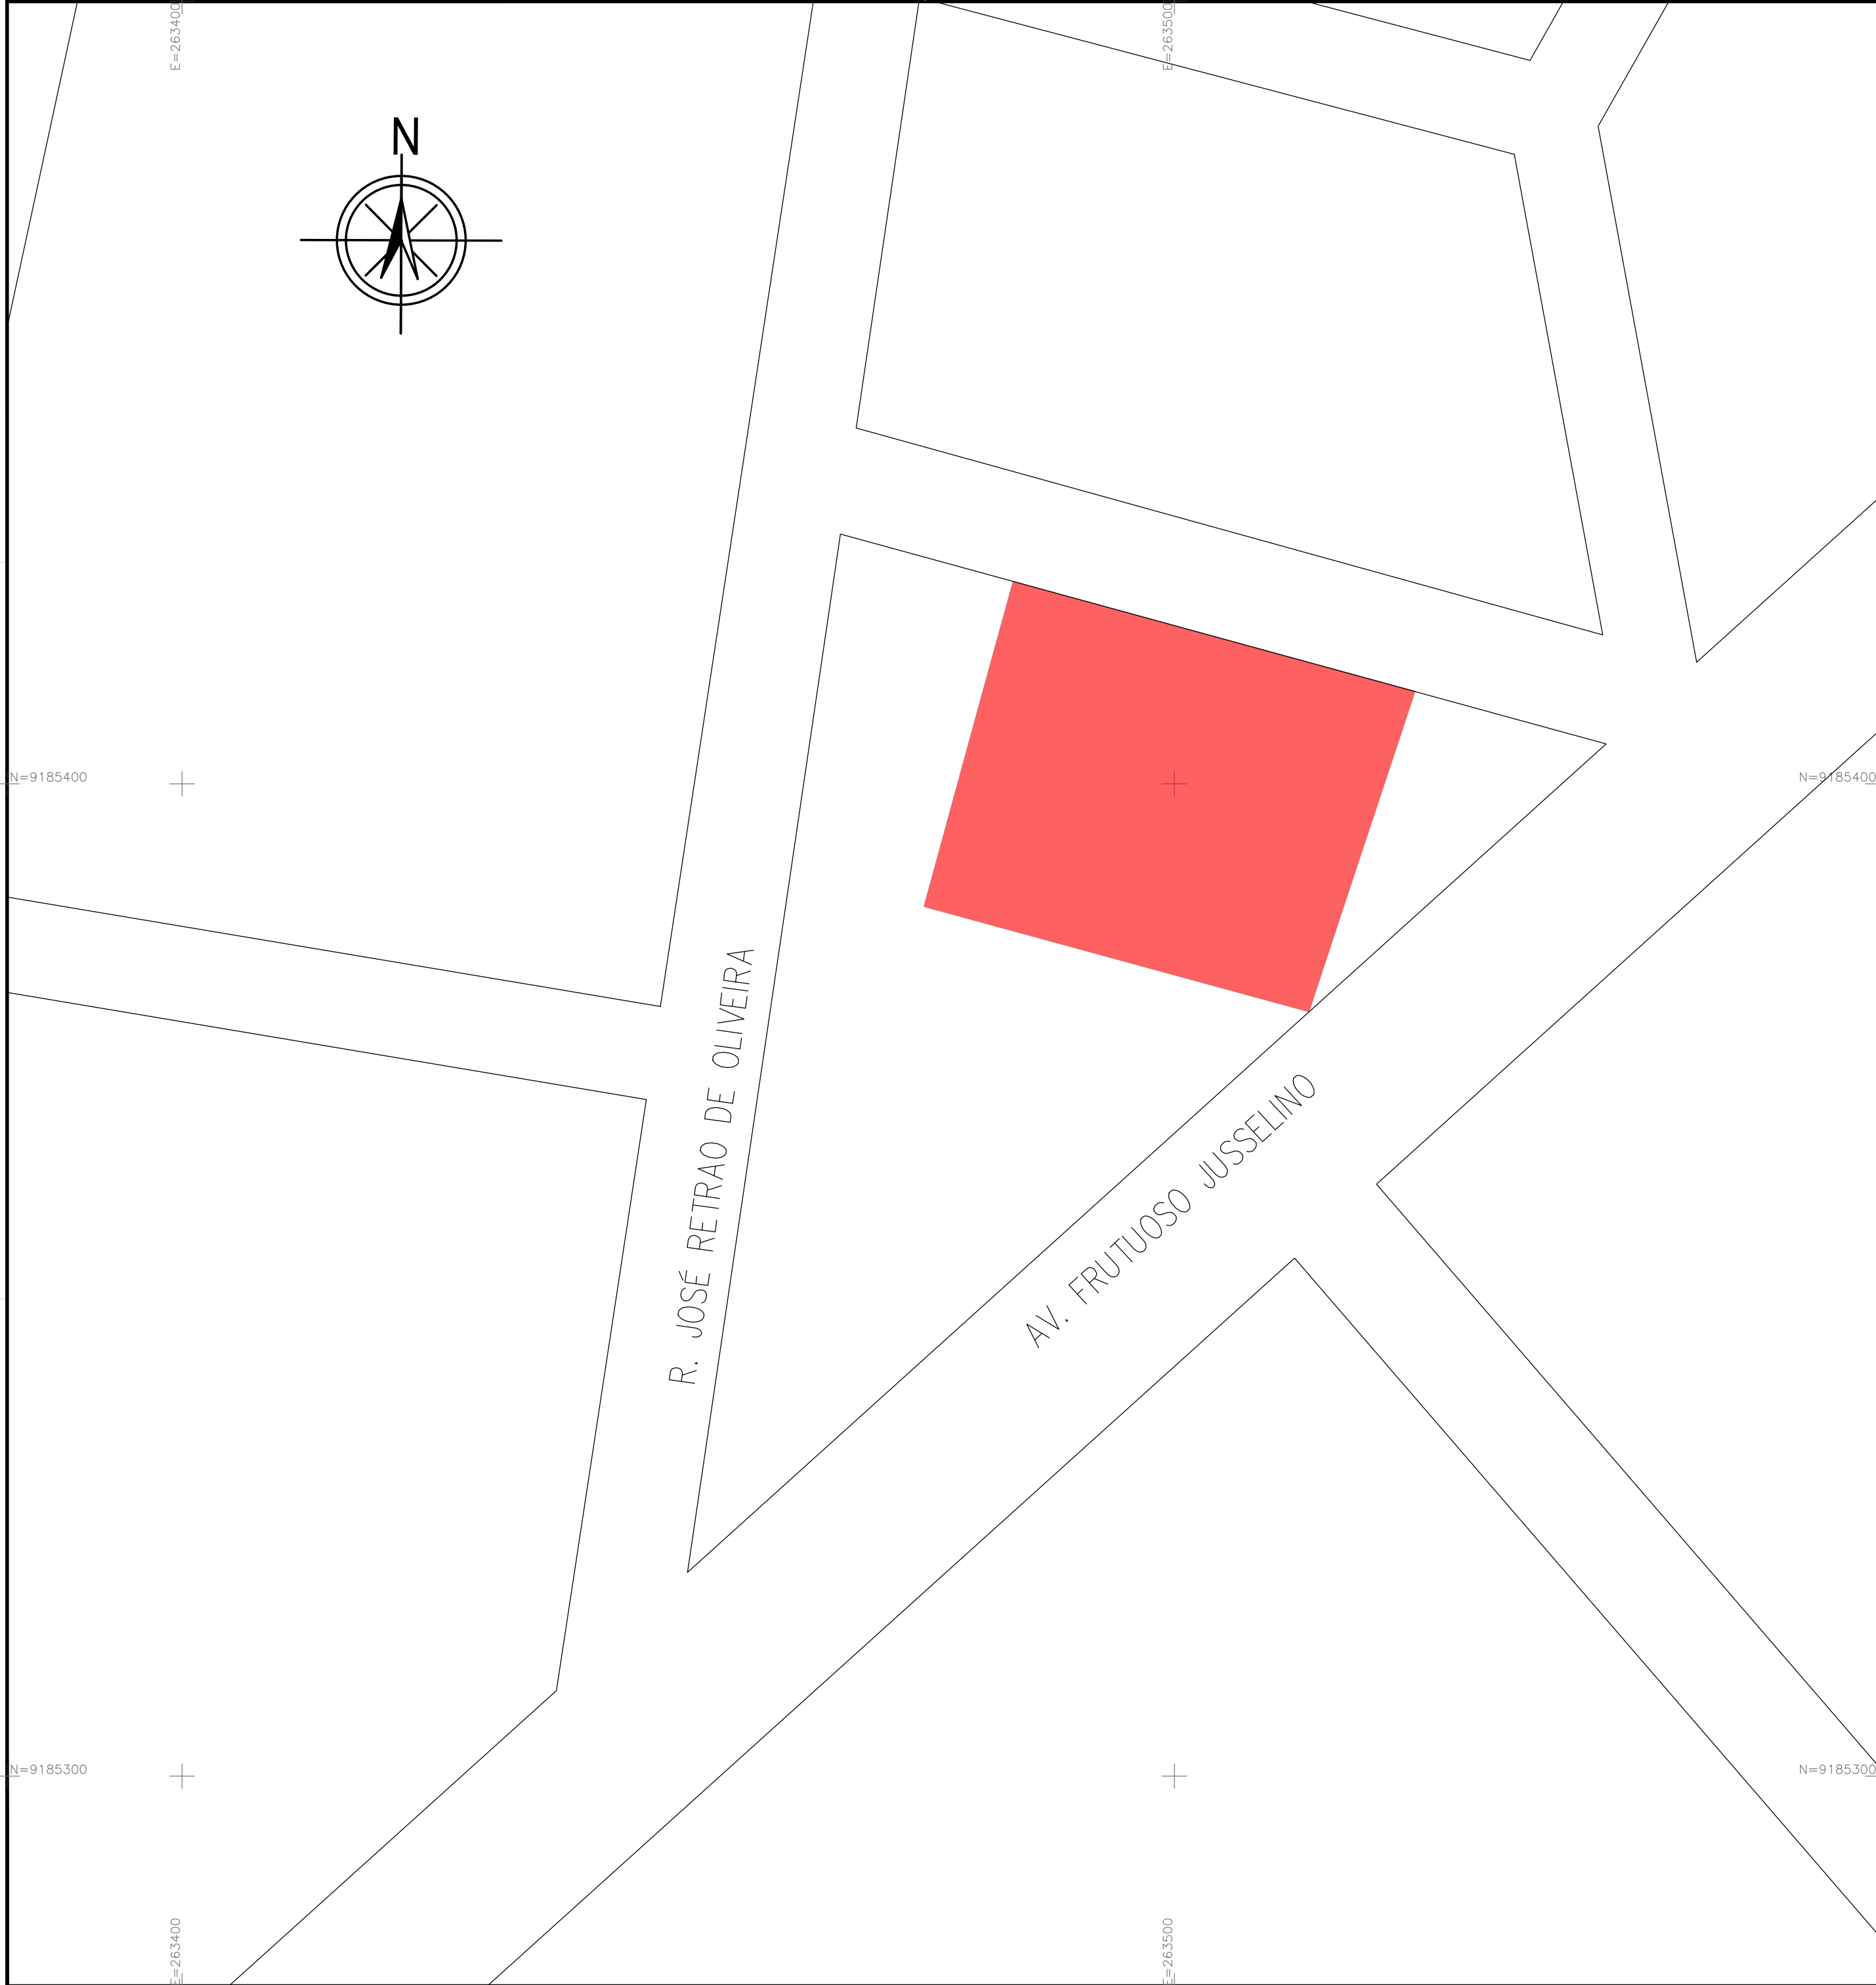 E=263400
E=263500
N
N=9185400
N=9185400
R. JOSÉ RETRAO DE OLIVEIRA
AV. FRUTUOSO JUSSELINO
N=9185300
N=9185300
E=263400
E=263500